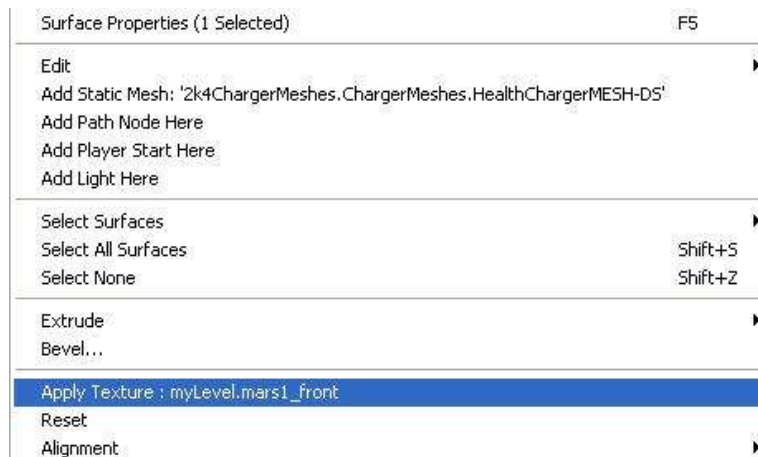 Surface Properties (1 Selected) F5
Edit
Add Static Mesh: '2k4ChargerMeshes.ChargerMeshes.HealthChargerMESH-DS'
Add Path Node Here
Add Player Start Here
Add Light Here
Select Surfaces
Select All Surfaces Shift+S
Select None Shift+Z
Extrude
Bevel...
Apply Texture : myLevel.mars1_front
Reset
Alignment